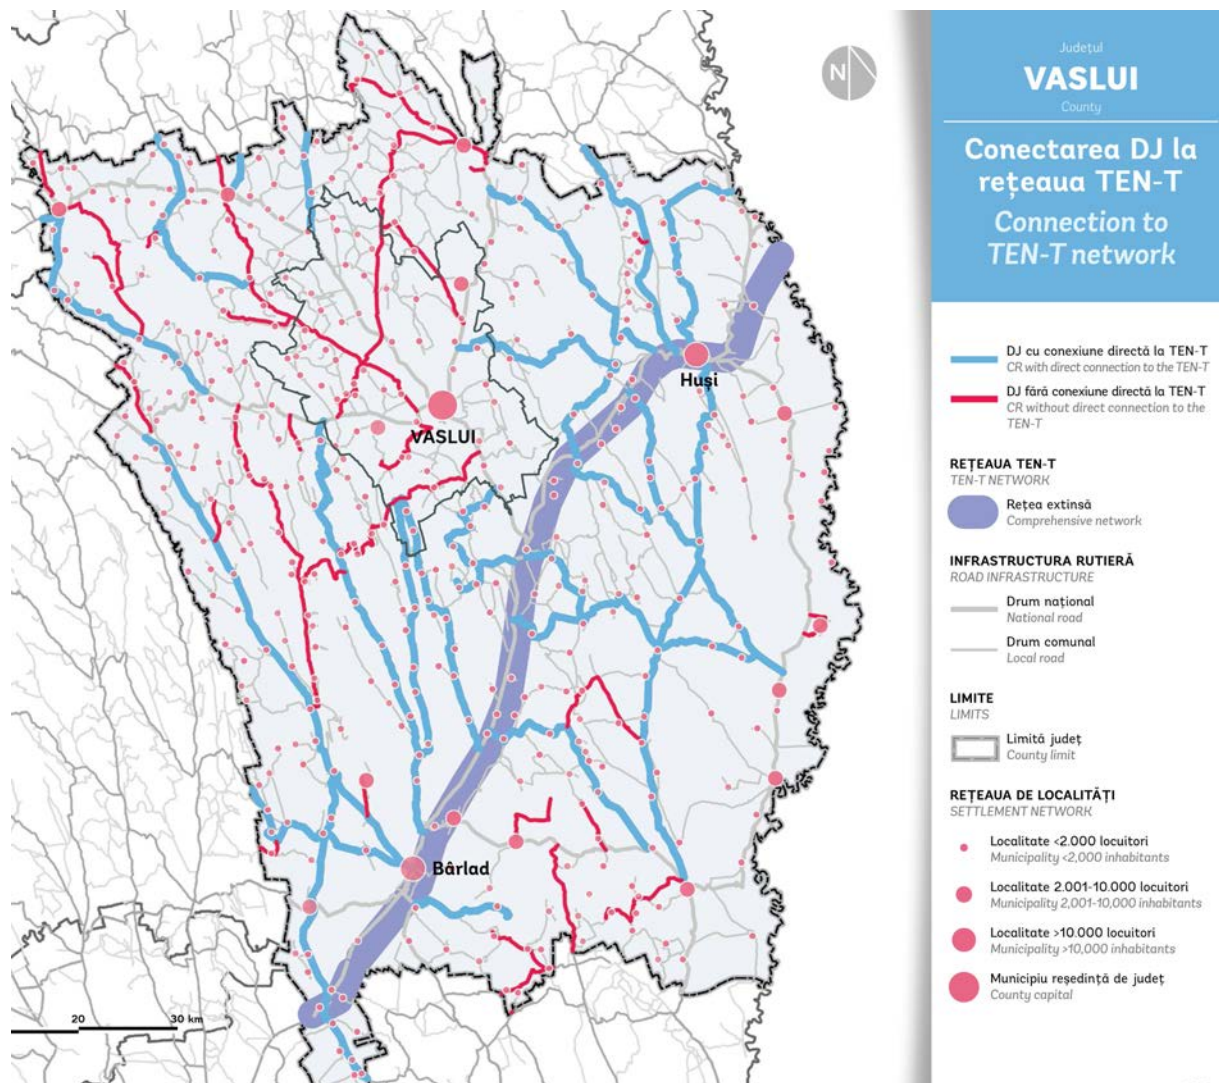 N
Județul
VASLUI
County
Conectarea DJ la
rețeaua TEN-T
Connection to
TEN-T network
DJ cu conexiune directă la TEN-T
CR with direct connection to the TEN-T
DJ fără conexiune directă la TEN-T
CR without direct connection to the
TEN-T
REȚEAUA TEN-T
TEN-T NETWORK
Rețea extinsă
Comprehensive network
INFRASTRUCTURA RUTIERĂ
ROAD INFRASTRUCTURE
Drum național
National road
Drum comunal
Local road
LIMITE
LIMITS
Limită județ
County limit
REȚEAUA DE LOCALITĂȚI
SETTLEMENT NETWORK
Localitate <2.000 locuitori
Municipality <2,000 inhabitants
Localitate 2.001-10.000 locuitori
Municipality 2,001-10,000 inhabitants
Localitate >10.000 locuitori
Municipality >10,000 inhabitants
Municipiu reședință de județ
County capital
Huși
VASLUI
Bârlad
20
30 km